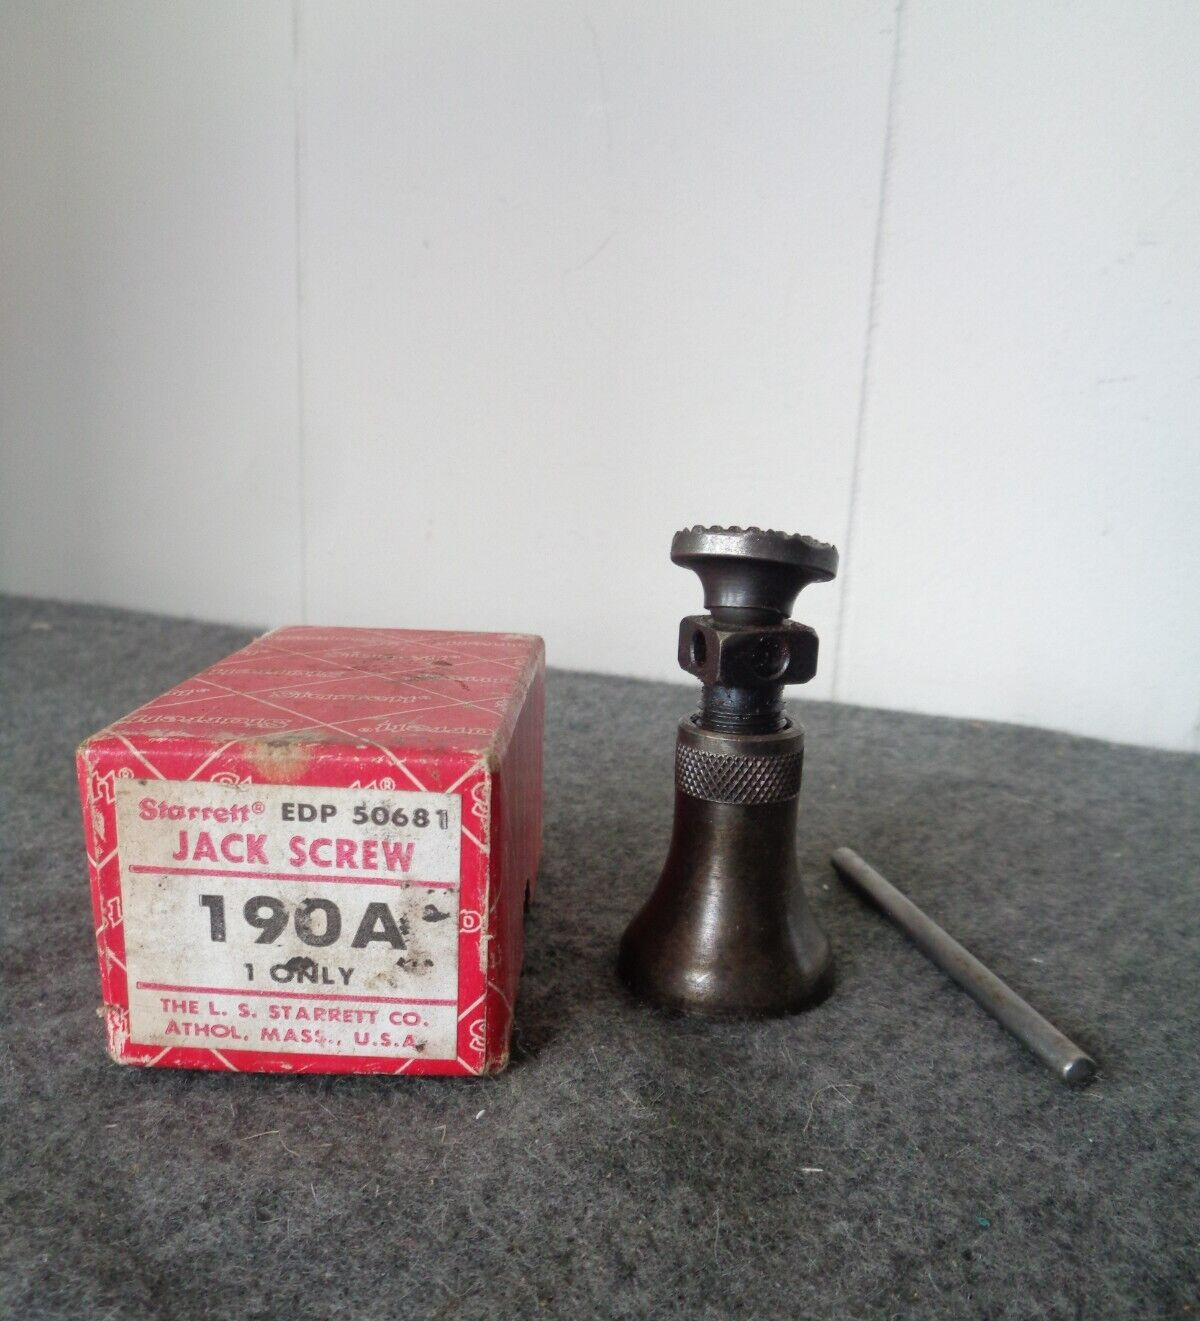 Starrett® EDP 50681
JACK SCREW
190A
1 ONLY
THE L. S. STARRETT CO.
ATHOL, MASS., U.S.A.